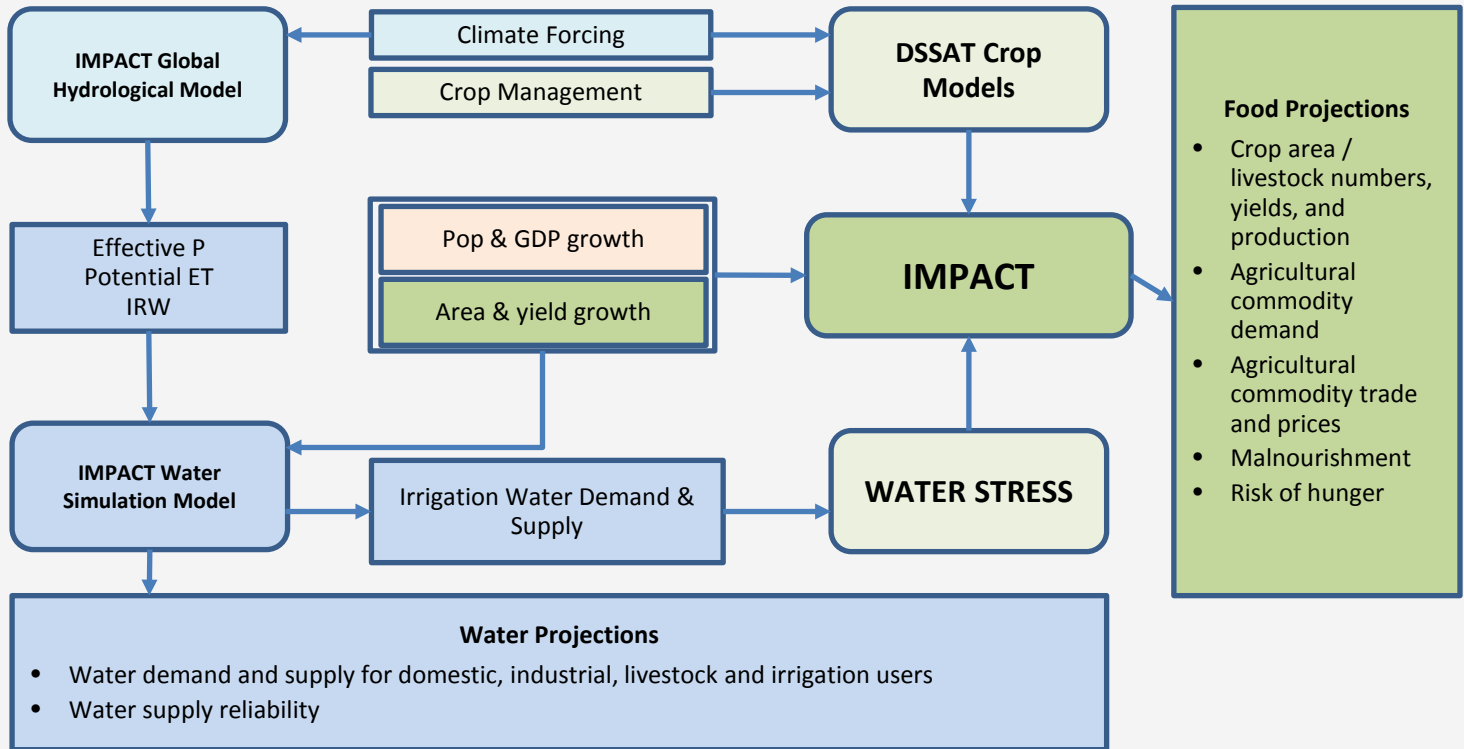 IMPACT Global
Hydrological Model
Climate Forcing
Crop Management
DSSAT Crop
Models
Effective P
Potential ET
IRW
Pop & GDP growth
Area & yield growth
IMPACT
Food Projections
• Crop area /
livestock numbers,
yields, and
production
• Agricultural
commodity
demand
• Agricultural
commodity trade
and prices
• Malnourishment
• Risk of hunger
IMPACT Water
Simulation Model
Irrigation Water Demand &
Supply
WATER STRESS
Water Projections
• Water demand and supply for domestic, industrial, livestock and irrigation users
• Water supply reliability